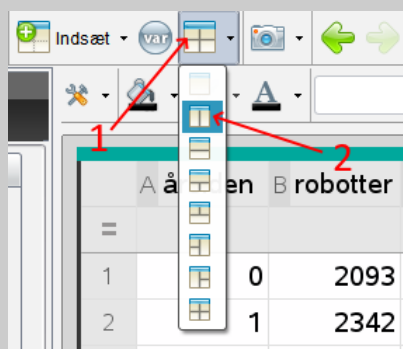 Indsæt var
1
A
2
A å den B robotter
=
1 0 2093
2 1 2342